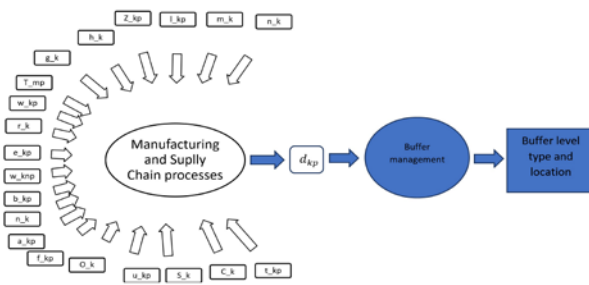 Z_kp
l_kp
m_k
n_k
h_k
g_k
T_mp
w_kp
r_k
e_kp
w_knp
b_kp
n_k
a_kp
f_kp
O_k
u_kp
S_k
C_k
t_kp
Manufacturing
and Suplly
Chain processes
d_kp
Buffer
management
Buffer level
type and
location